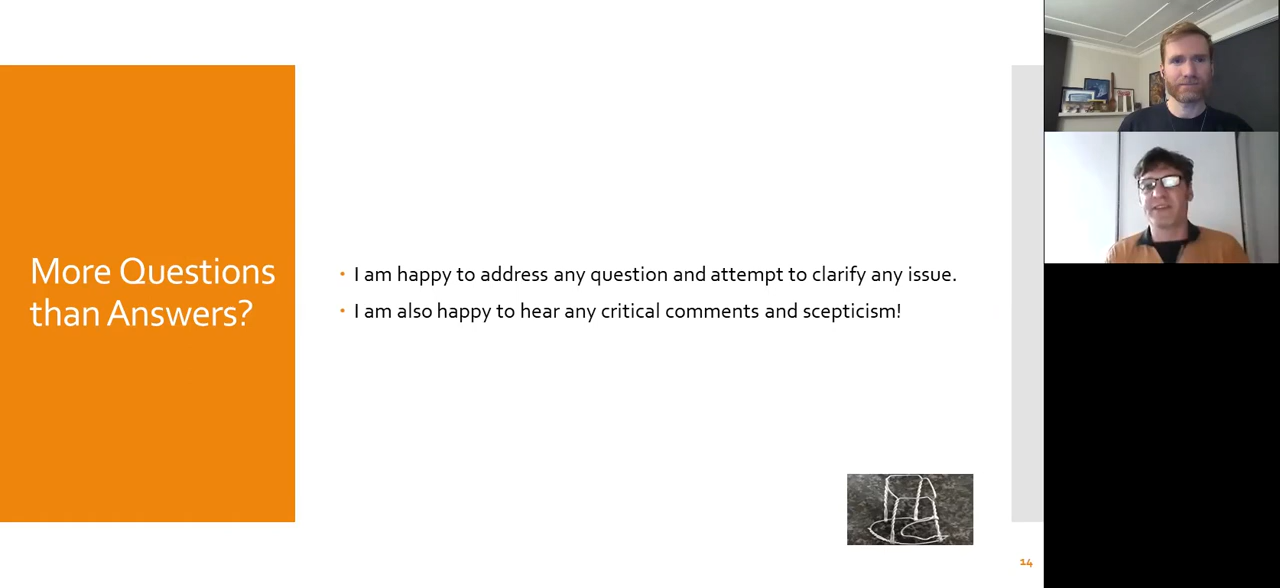 More Questions
than Answers?
• I am happy to address any question and attempt to clarify any issue.
• I am also happy to hear any critical comments and scepticism!
14